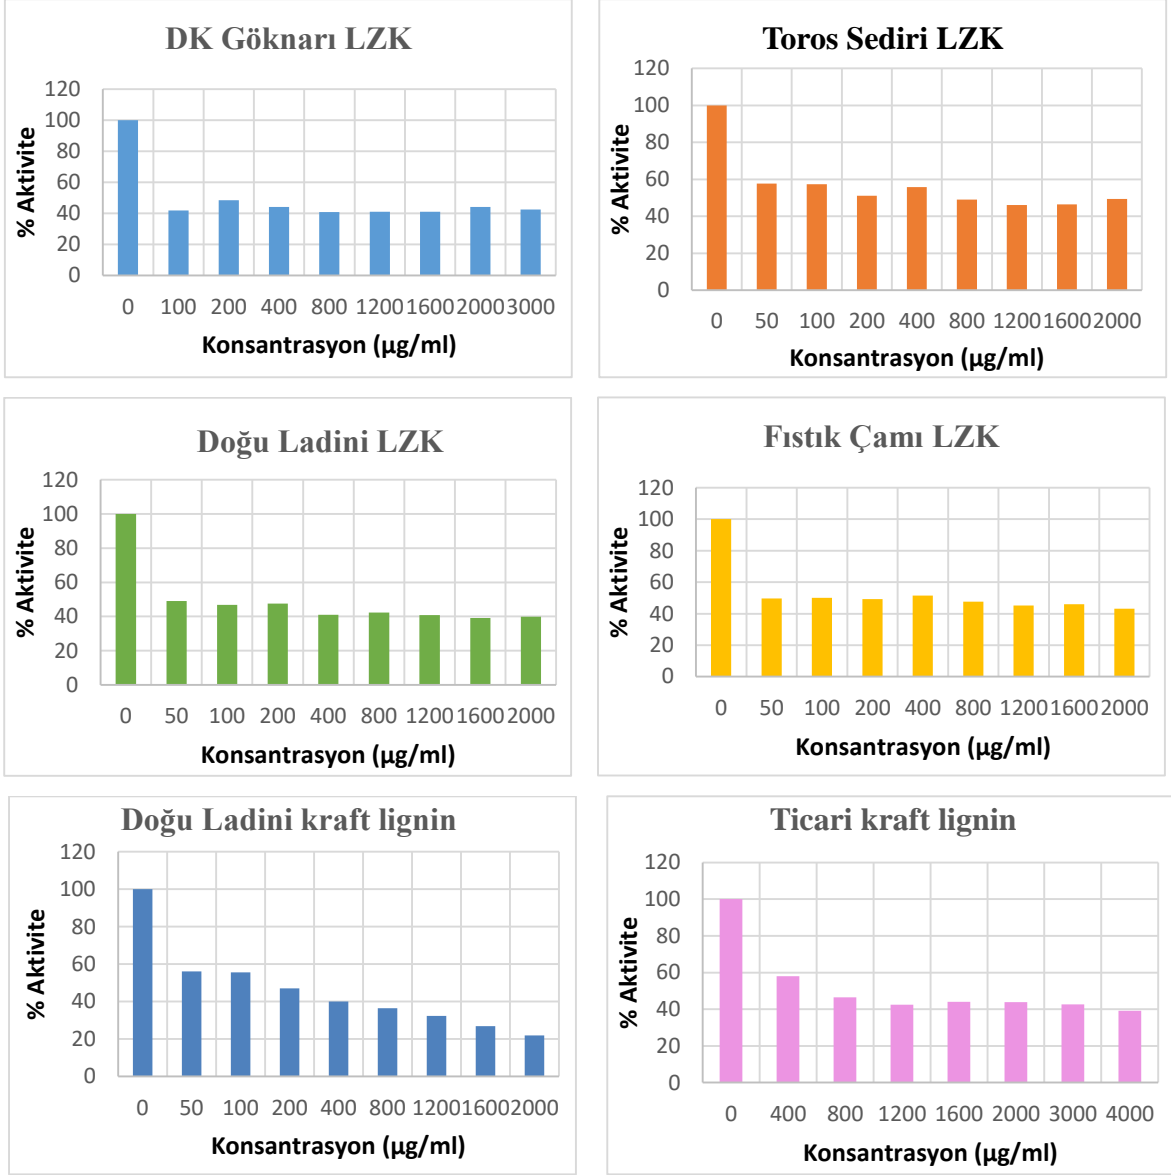 DK Göknarı LZK
% Aktivite
120
100
80
60
40
20
0
0 100 200 400 800 1200 1600 2000 3000
Konsantrasyon (µg/ml)
Toros Sediri LZK
% Aktivite
120
100
80
60
40
20
0
0 50 100 200 400 800 1200 1600 2000
Konsantrasyon (µg/ml)
Doğu Ladini LZK
% Aktivite
120
100
80
60
40
20
0
0 50 100 200 400 800 1200 1600 2000
Konsantrasyon (µg/ml)
Fıstık Çamı LZK
% Aktivite
120
100
80
60
40
20
0
0 50 100 200 400 800 1200 1600 2000
Konsantrasyon (µg/ml)
Doğu Ladini kraft lignin
% Aktivite
120
100
80
60
40
20
0
0 50 100 200 400 800 1200 1600 2000
Konsantrasyon (µg/ml)
Ticari kraft lignin
% Aktivite
120
100
80
60
40
20
0
0 400 800 1200 1600 2000 3000 4000
Konsantrasyon (µg/ml)